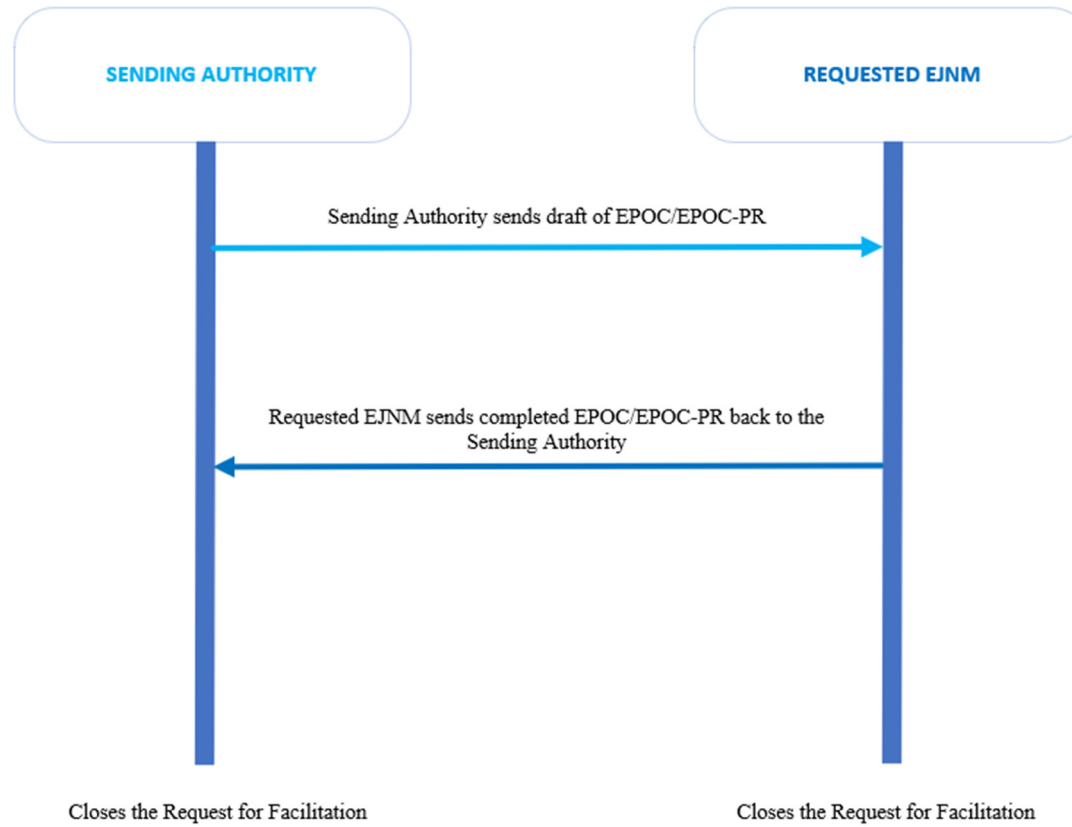 SENDING AUTHORITY
REQUESTED EJNM
Sending Authority sends draft of EPOC/EPOC-PR
Requested EJNM sends completed EPOC/EPOC-PR back to the
Sending Authority
Closes the Request for Facilitation
Closes the Request for Facilitation